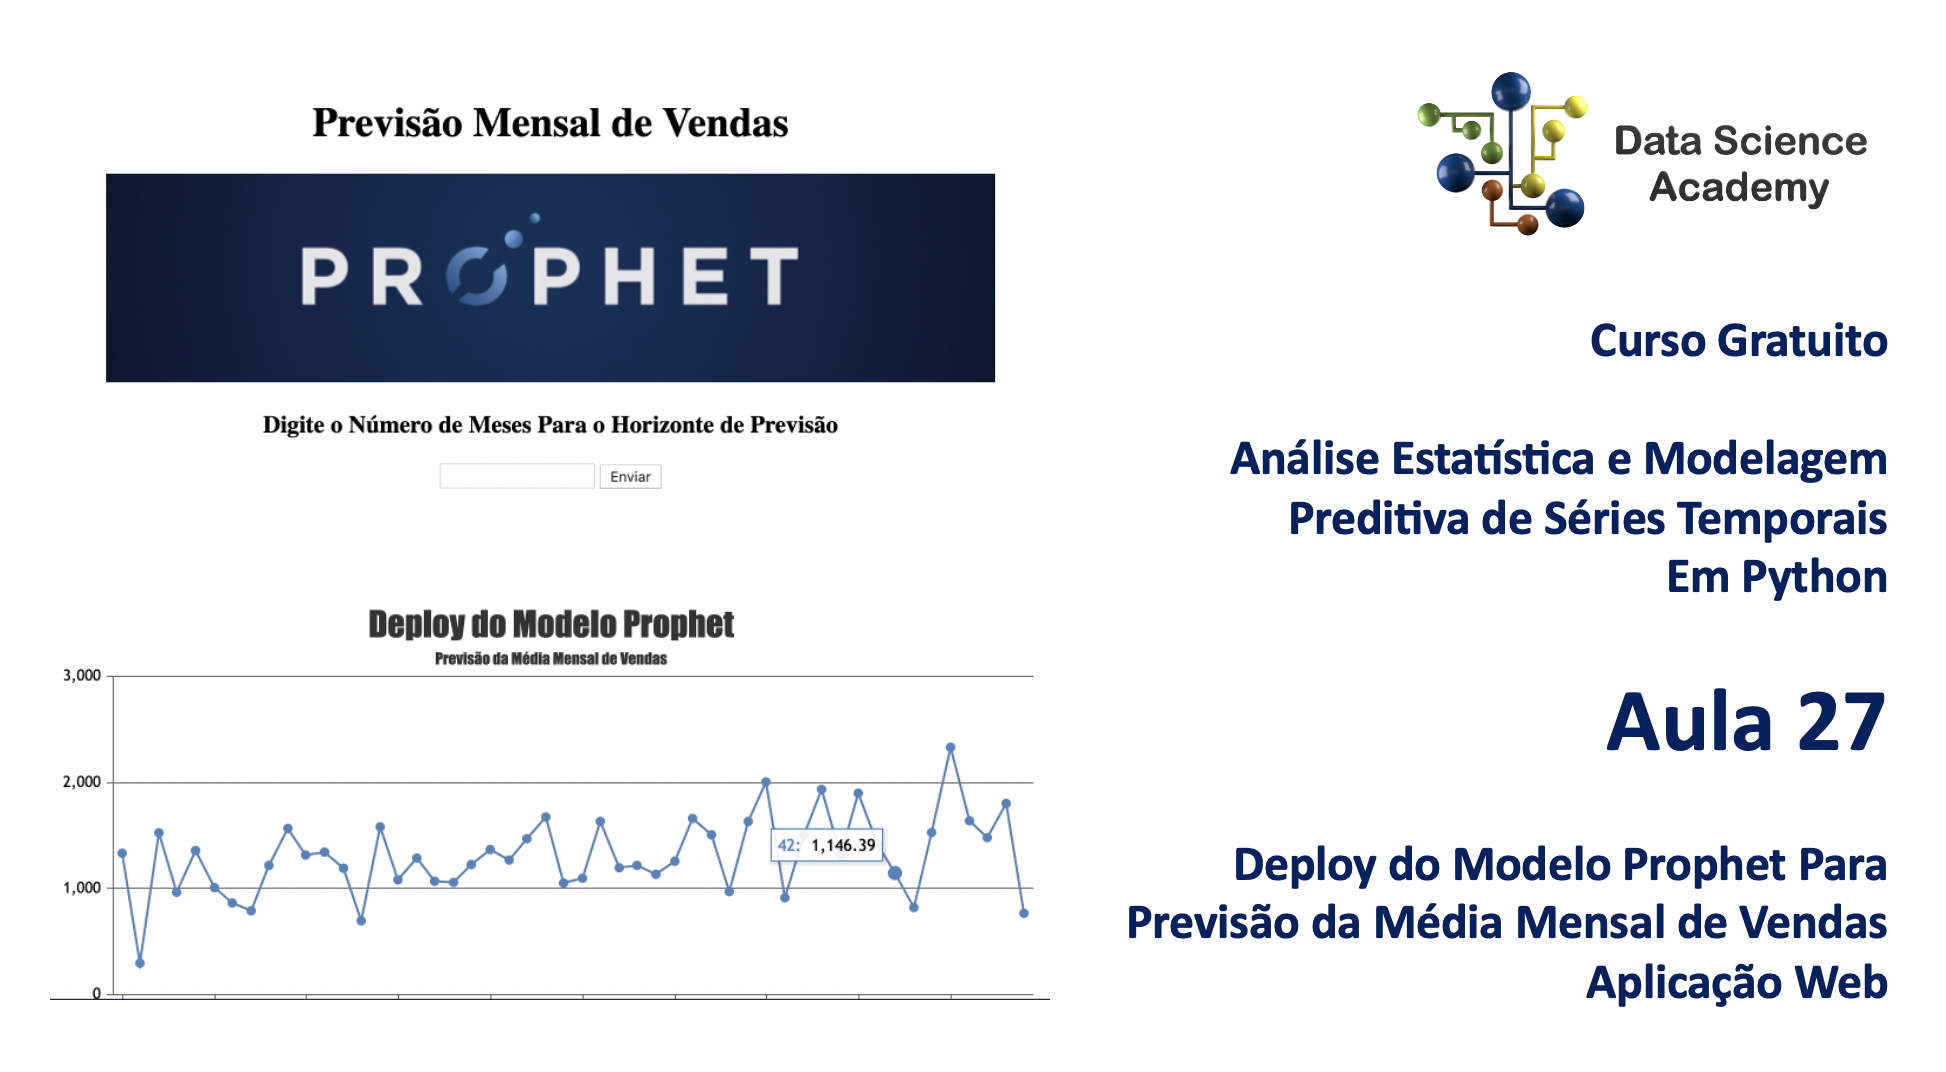 Previsão Mensal de Vendas
PROPHET
Digite o Número de Meses Para o Horizonte de Previsão
Enviar
Deploy do Modelo Prophet
Previsão da Média Mensal de Vendas
3,000
2,000
1,000
0
42: 1,146.39
Data Science
Academy
Curso Gratuito
Análise Estatística e Modelagem
Preditiva de Séries Temporais
Em Python
Aula 27
Deploy do Modelo Prophet Para
Previsão da Média Mensal de Vendas
Aplicação Web